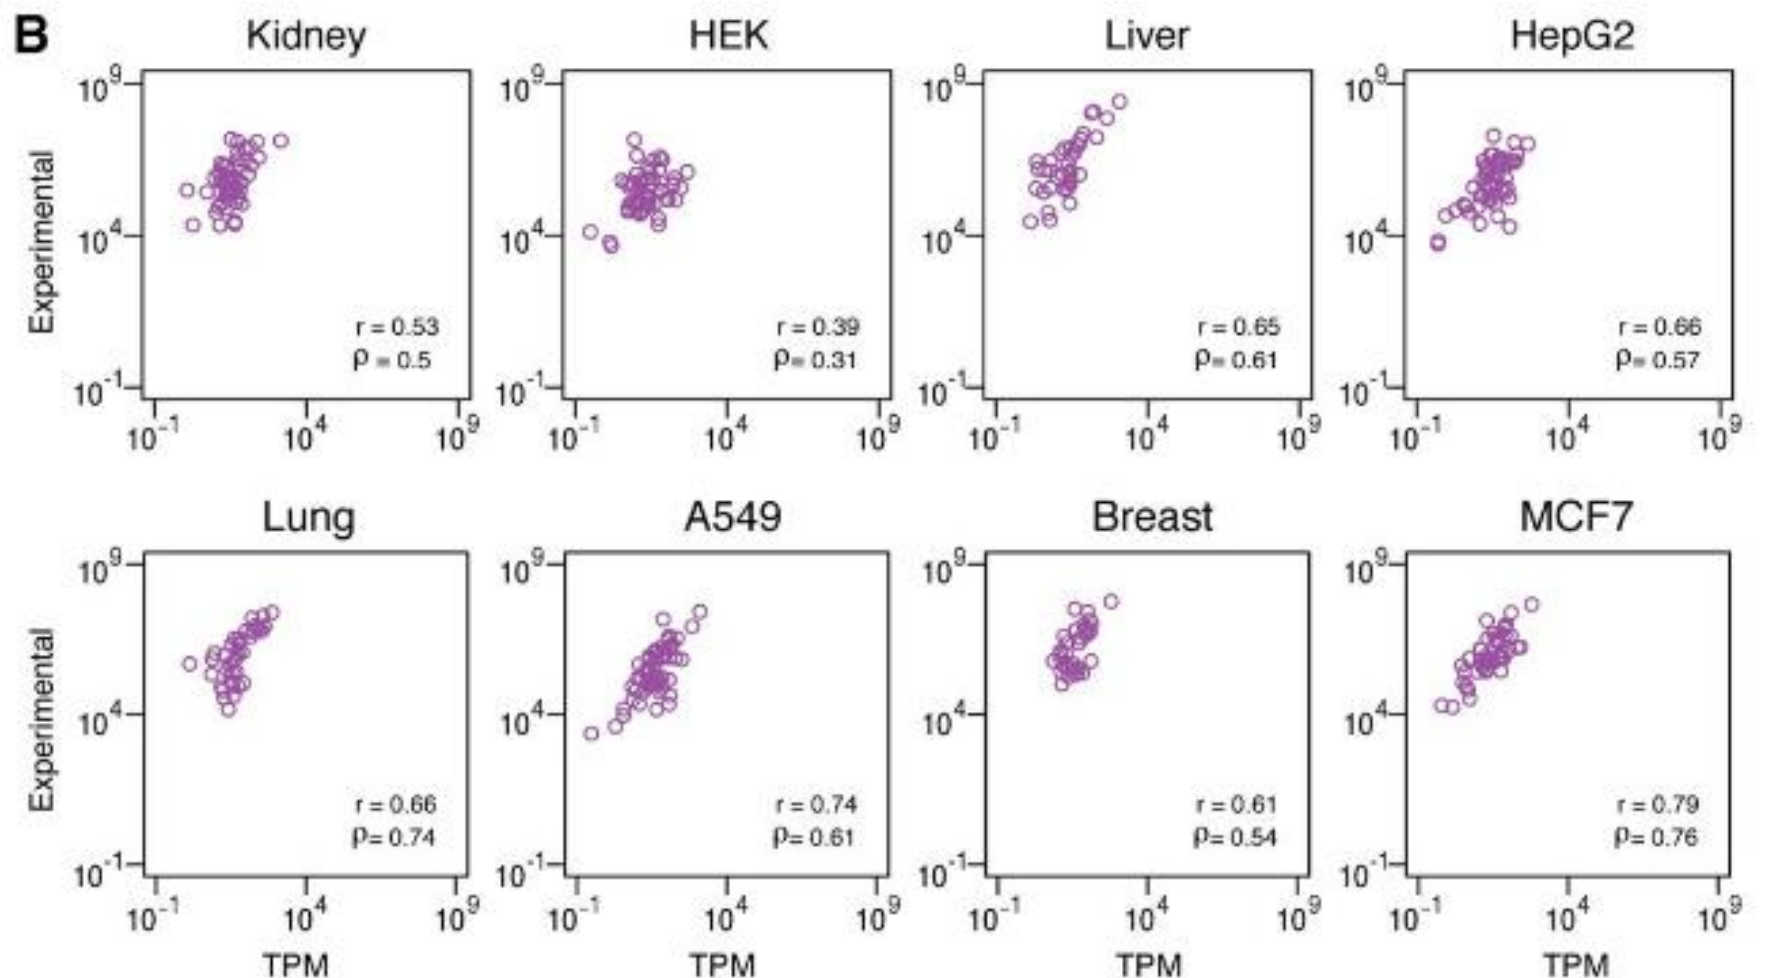 B
Kidney HEK Liver HepG2
10^9 10^9 10^9 10^9
Experimental
10^4 10^4 10^4 10^4
r = 0.53 r = 0.39 r = 0.65 r = 0.66
ρ = 0.5 ρ= 0.31 ρ= 0.61 ρ= 0.57
10^-1 10^-1 10^-1 10^-1
10^-1 10^4 10^9 10^-1 10^4 10^9 10^-1 10^4 10^9 10^-1 10^4 10^9
Lung A549 Breast MCF7
10^9 10^9 10^9 10^9
Experimental
10^4 10^4 10^4 10^4
r = 0.66 r = 0.74 r = 0.61 r = 0.79
ρ= 0.74 ρ= 0.61 ρ= 0.54 ρ= 0.76
10^-1 10^-1 10^-1 10^-1
10^-1 10^4 10^9 10^-1 10^4 10^9 10^-1 10^4 10^9 10^-1 10^4 10^9
TPM TPM TPM TPM